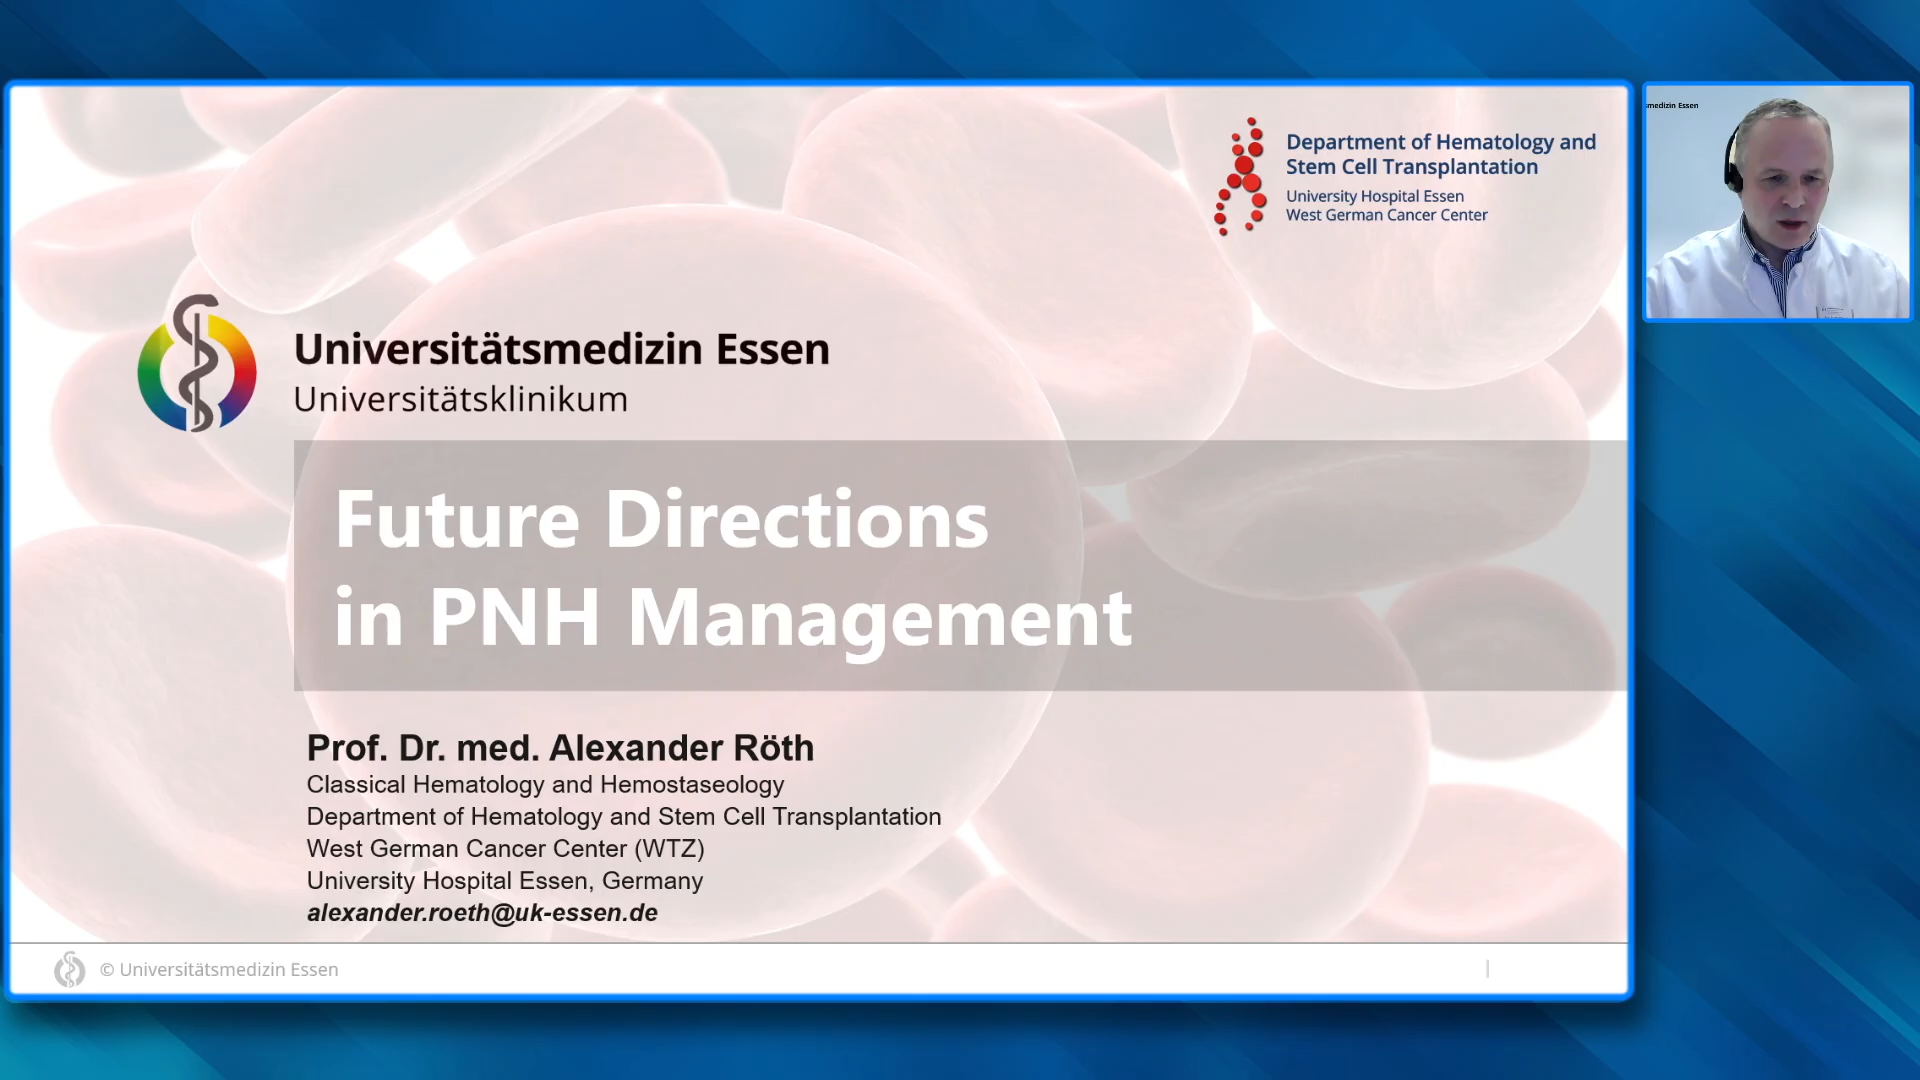 Department of Hematology and
Stem Cell Transplantation
University Hospital Essen
West German Cancer Center
medizin Essen
Universitätsmedizin Essen
Universitätsklinikum
Future Directions
in PNH Management
Prof. Dr. med. Alexander Röth
Classical Hematology and Hemostaseology
Department of Hematology and Stem Cell Transplantation
West German Cancer Center (WTZ)
University Hospital Essen, Germany
alexander.roeth@uk-essen.de
© Universitätsmedizin Essen